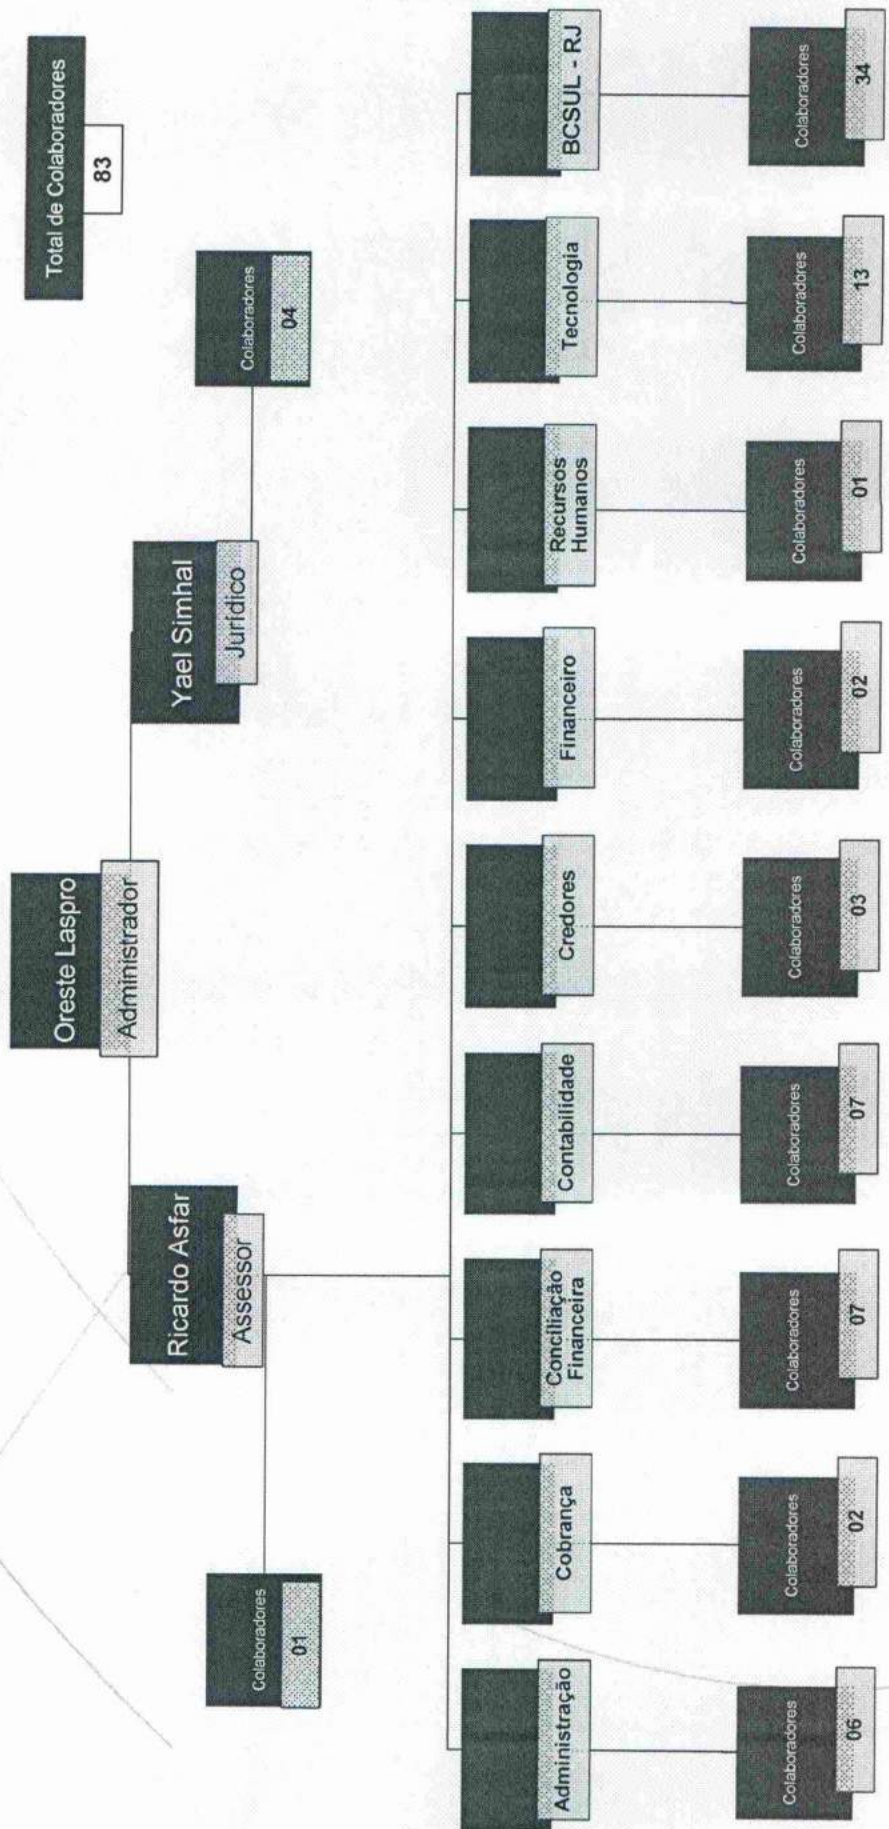 Total de Colaboradores
83
Oreste Laspro
Administrador
Ricardo Asfar
Assessor
Yael Simhal
Jurídico
Colaboradores
01
Colaboradores
04
Administração
Cobrança
Conciliação
Financeira
Contabilidade
Credores
Financeiro
Recursos
Humanos
Tecnologia
BCSUL - RJ
Colaboradores
06
Colaboradores
02
Colaboradores
07
Colaboradores
07
Colaboradores
03
Colaboradores
02
Colaboradores
01
Colaboradores
13
Colaboradores
34